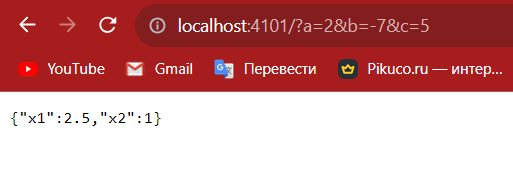 localhost:4101/?a=2&b=-7&c=5
YouTube Gmail Перевести Pikuco.ru — интер...
{"x1":2.5,"x2":1}